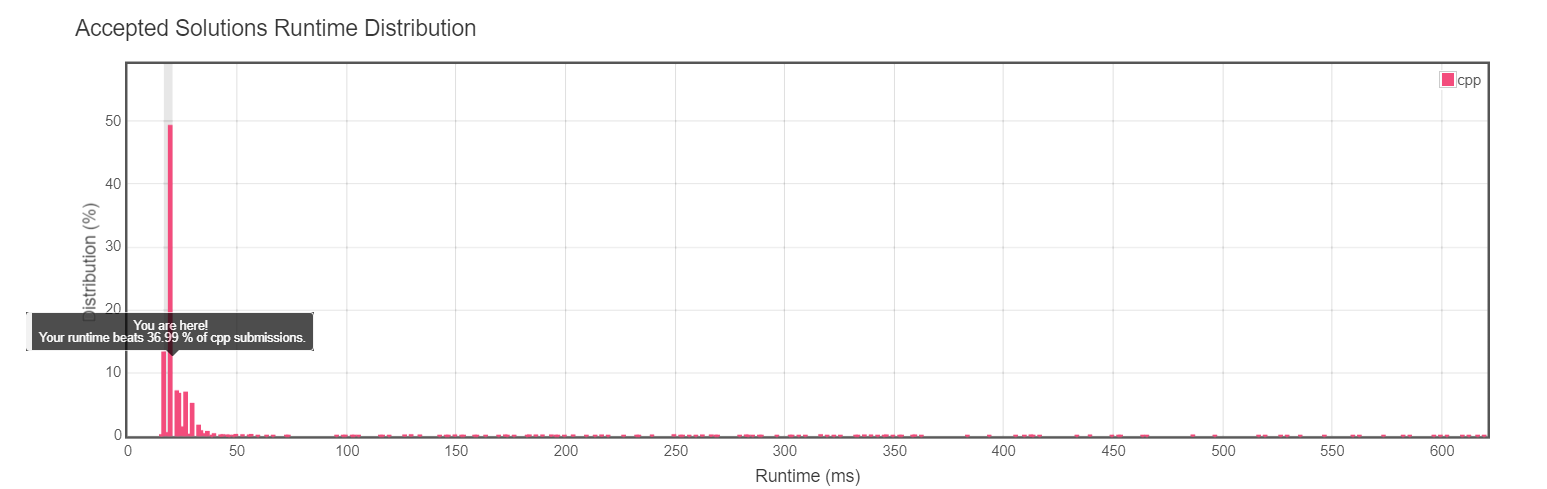 Accepted Solutions Runtime Distribution
cpp
50
40
30
20
10
0
Distribution (%)
You are here!
Your runtime beats 36.99 % of cpp submissions.
0 50 100 150 200 250 300 350 400 450 500 550 600
Runtime (ms)